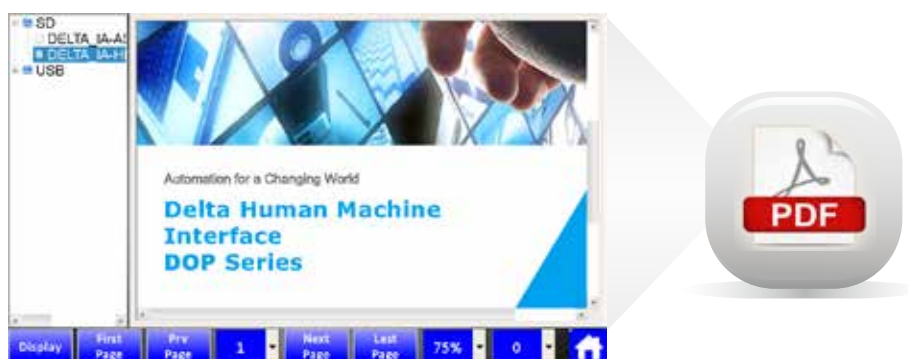 SD
DELTA_IA-AS
DELTA_IA-H
USB
Automation for a Changing World
Delta Human Machine
Interface
DOP Series
PDF
Display
First
Page
Prv
Page
1
Next
Page
Last
Page
75%
0